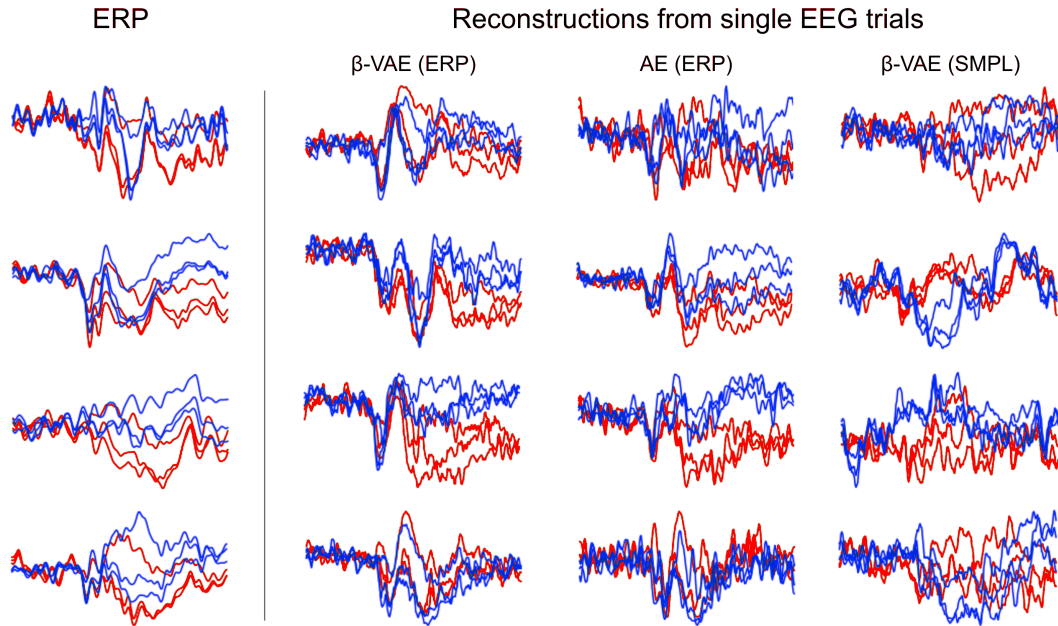 ERP
Reconstructions from single EEG trials
β-VAE (ERP)
AE (ERP)
β-VAE (SMPL)